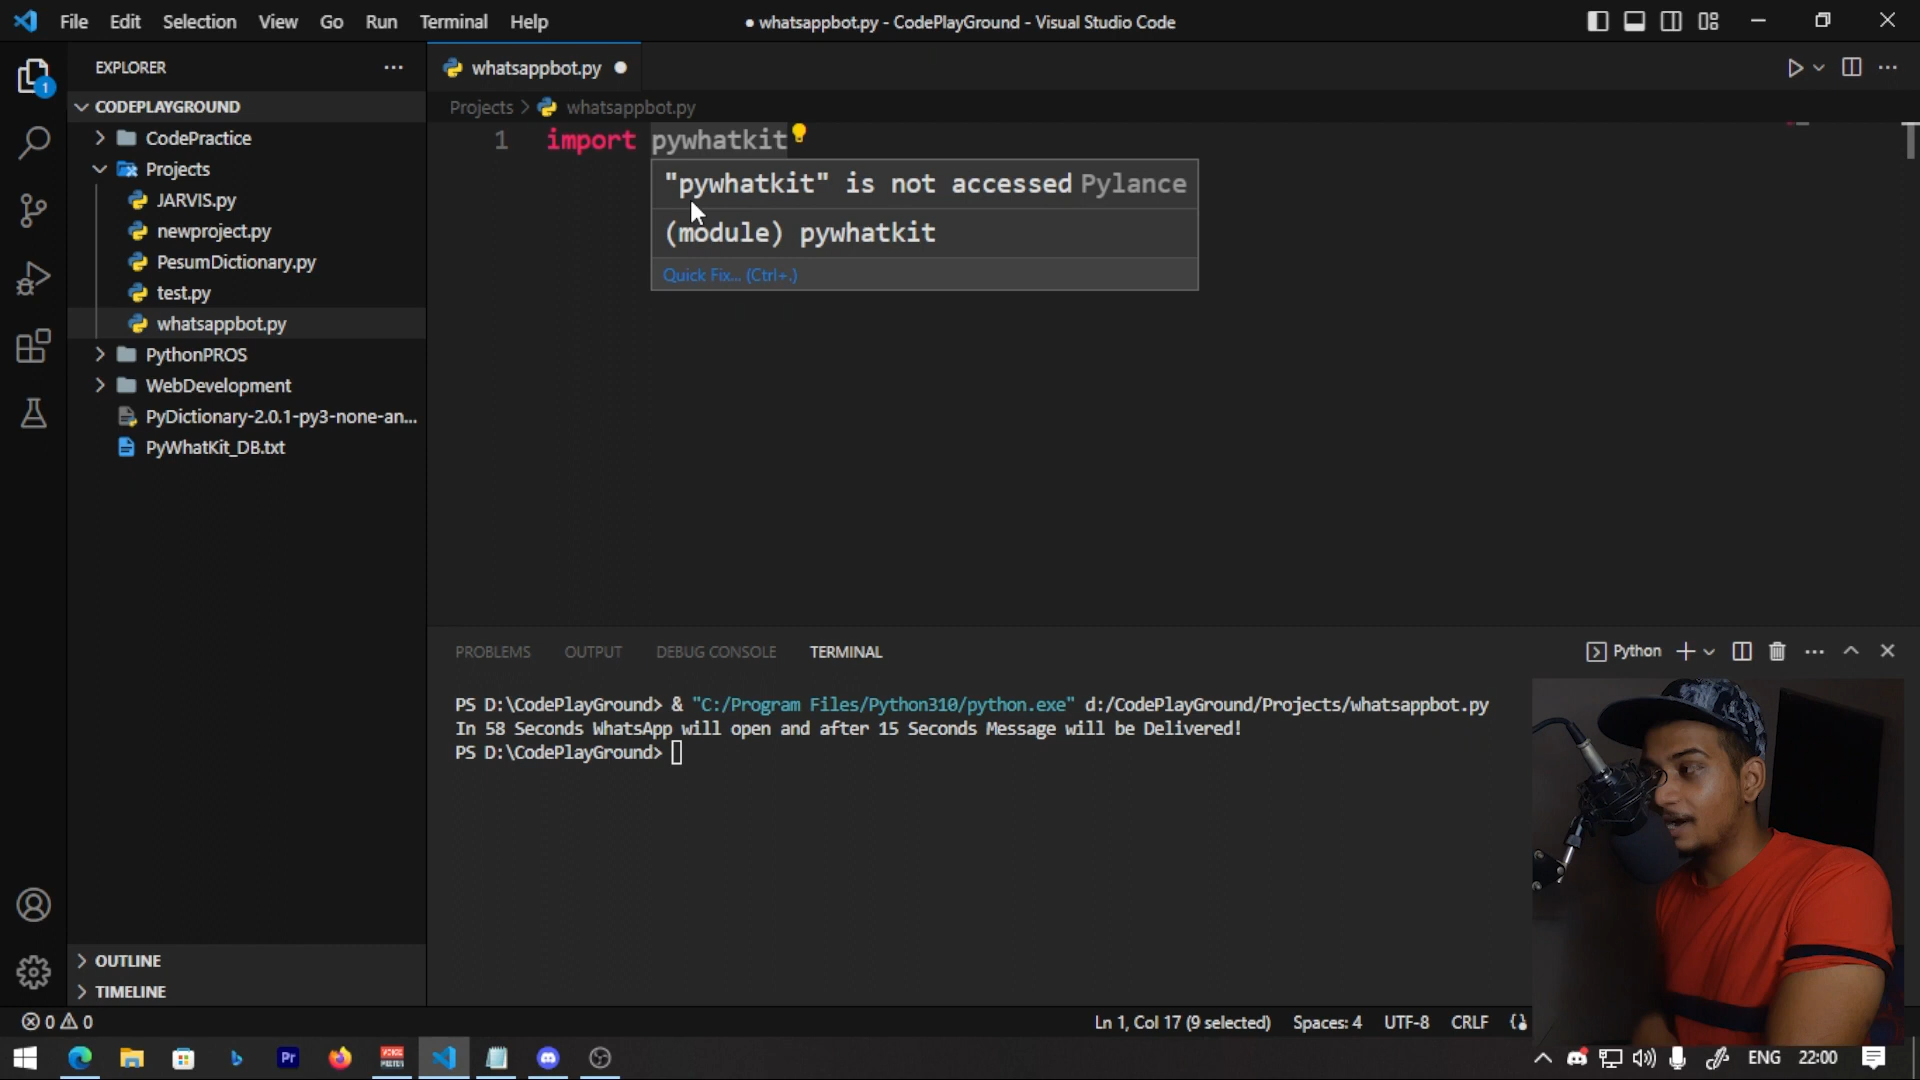 File Edit Selection View Go Run Terminal Help
● whatsappbot.py - CodePlayGround - Visual Studio Code
EXPLORER
1
CODEPLAYGROUND
CodePractice
Projects
JARVIS.py
newproject.py
PesumDictionary.py
test.py
whatsappbot.py
PythonPROS
WebDevelopment
PyDictionary-2.0.1-py3-none-an...
PyWhatKit_DB.txt
OUTLINE
TIMELINE
whatsappbot.py
Projects > whatsappbot.py
1 import pywhatkit
"pywhatkit" is not accessed Pylance
(module) pywhatkit
Quick Fix... (Ctrl+.)
PROBLEMS OUTPUT DEBUG CONSOLE TERMINAL
Python
PS D:\CodePlayGround> & "C:/Program Files/Python310/python.exe" d:/CodePlayGround/Projects/whatsappbot.py
In 58 Seconds WhatsApp will open and after 15 Seconds Message will be Delivered!
PS D:\CodePlayGround>
0 0
Ln 1, Col 17 (9 selected) Spaces: 4 UTF-8 CRLF
Pr
VOICE MEETER
ENG 22:00